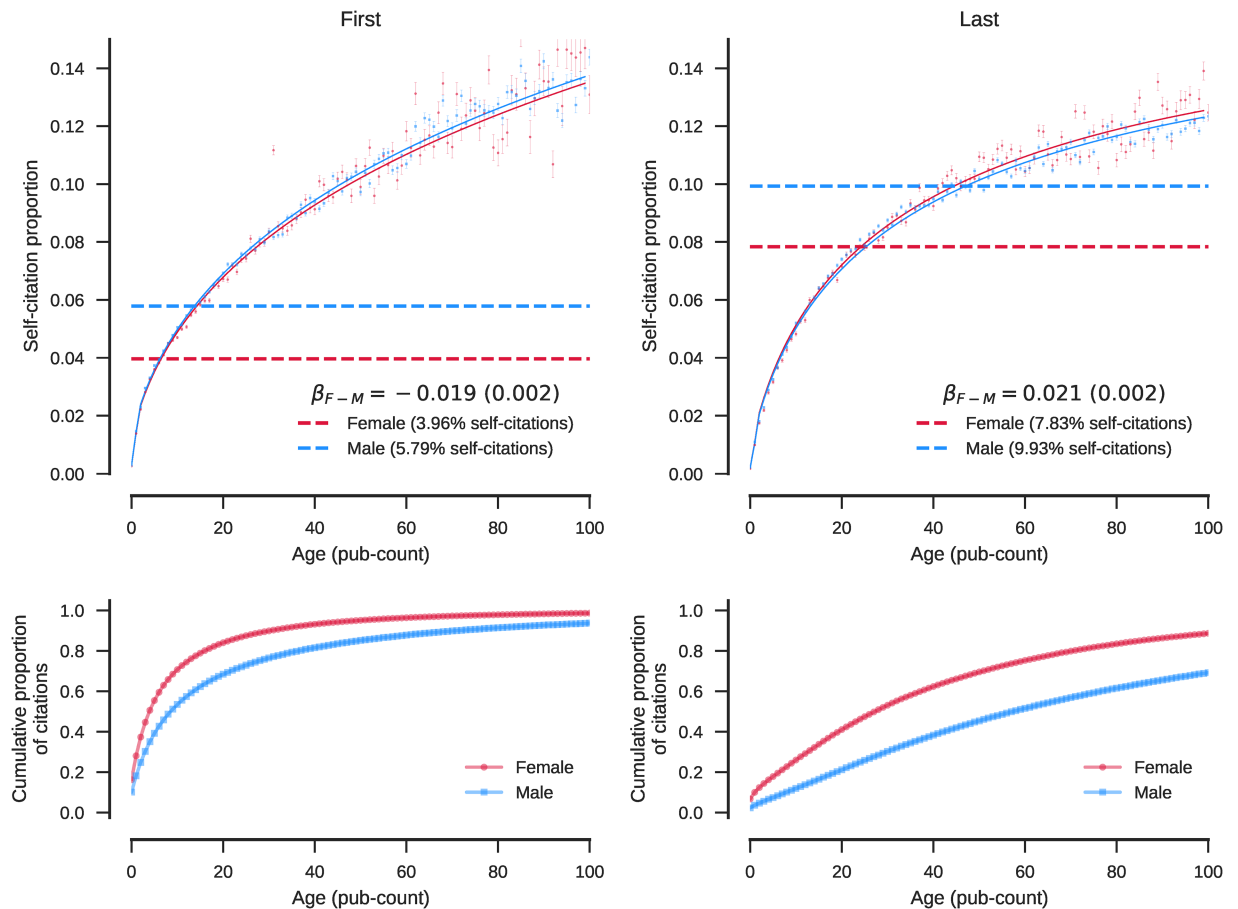 First
Self-citation proportion
0.14
0.12
0.10
0.08
0.06
0.04
0.02
0.00
β_{F−M} = −0.019 (0.002)
Female (3.96% self-citations)
Male (5.79% self-citations)
0 20 40 60 80 100
Age (pub-count)
Last
Self-citation proportion
0.14
0.12
0.10
0.08
0.06
0.04
0.02
0.00
β_{F−M} = 0.021 (0.002)
Female (7.83% self-citations)
Male (9.93% self-citations)
0 20 40 60 80 100
Age (pub-count)
Cumulative proportion
of citations
1.0
0.8
0.6
0.4
0.2
0.0
Female
Male
0 20 40 60 80 100
Age (pub-count)
Cumulative proportion
of citations
1.0
0.8
0.6
0.4
0.2
0.0
Female
Male
0 20 40 60 80 100
Age (pub-count)